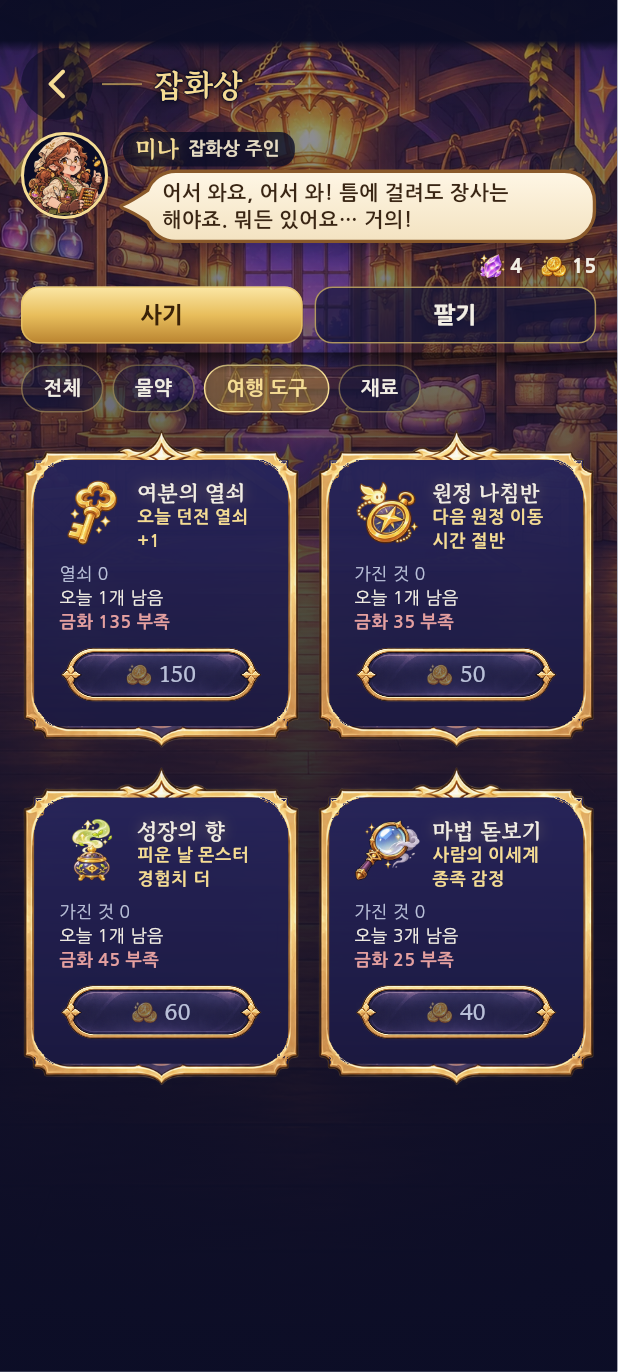 잡화상
미나 잡화상 주인
어서 와요, 어서 와! 틈에 걸려도 장사는
해야죠. 뭐든 있어요… 거의!
4 15
사기 팔기
전체 물약 여행 도구 재료
여분의 열쇠
오늘 던전 열쇠
+1
열쇠 0
오늘 1개 남음
금화 135 부족
150
원정 나침반
다음 원정 이동
시간 절반
가진 것 0
오늘 1개 남음
금화 35 부족
50
성장의 향
피운 날 몬스터
경험치 더
가진 것 0
오늘 1개 남음
금화 45 부족
60
마법 돋보기
사람의 이세계
종족 감정
가진 것 0
오늘 3개 남음
금화 25 부족
40